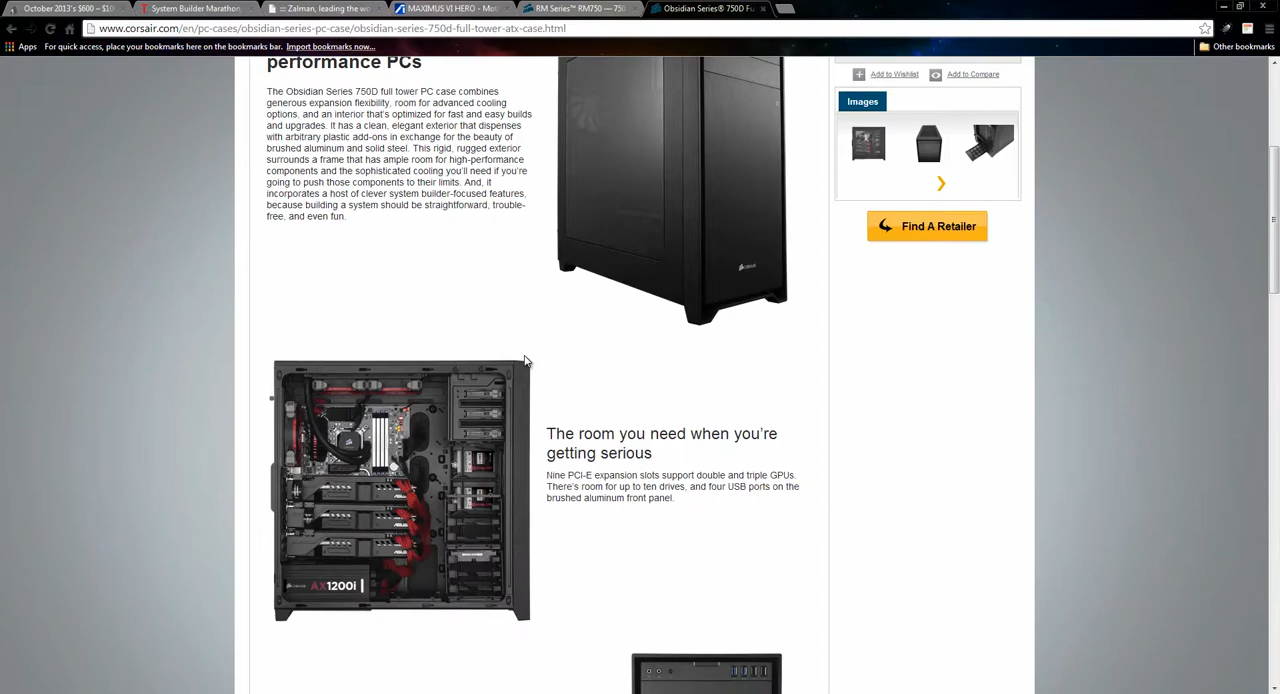 October 2013's $600 – $10
System Builder Marathon,
::: Zalman, leading the wo
MAXIMUS VI HERO - Mot
RM Series™ RM750 — 750
Obsidian Series® 750D Fu
www.corsair.com/en/pc-cases/obsidian-series-pc-case/obsidian-series-750d-full-tower-atx-case.html
Apps
For quick access, place your bookmarks here on the bookmarks bar. Import bookmarks now...
Other bookmarks
performance PCs
The Obsidian Series 750D full tower PC case combines
generous expansion flexibility, room for advanced cooling
options, and an interior that's optimized for fast and easy builds
and upgrades. It has a clean, elegant exterior that dispenses
with arbitrary plastic add-ons in exchange for the beauty of
brushed aluminum and solid steel. This rigid, rugged exterior
surrounds a frame that has ample room for high-performance
components and the sophisticated cooling you'll need if you're
going to push those components to their limits. And, it
incorporates a host of clever system builder-focused features,
because building a system should be straightforward, trouble-
free, and even fun.
CORSAIR
Add to Wishlist
Add to Compare
Images
Find A Retailer
The room you need when you're
getting serious
Nine PCI-E expansion slots support double and triple GPUs.
There's room for up to ten drives, and four USB ports on the
brushed aluminum front panel.
ASUS
ASUS
ASUS
CORSAIR
AX1200i